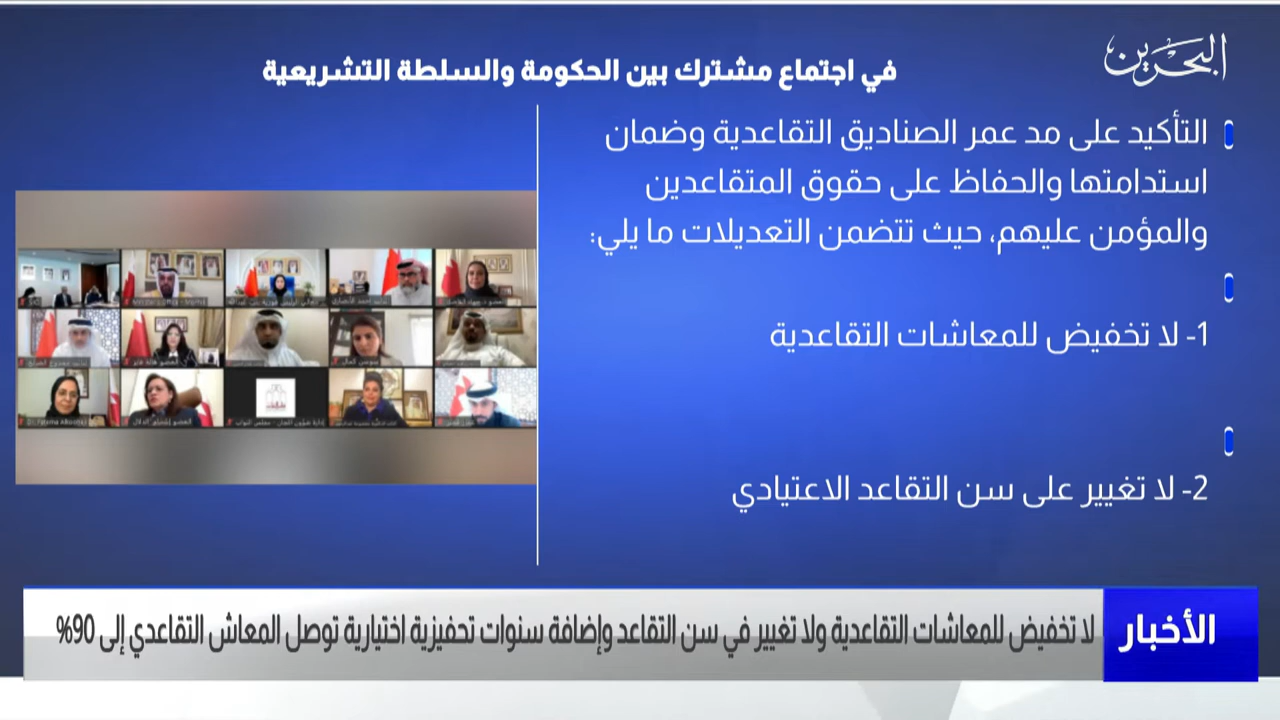 البحرين
في اجتماع مشترك بين الحكومة والسلطة التشريعية
التأكيد على مد عمر الصناديق التقاعدية وضمان
استدامتها والحفاظ على حقوق المتقاعدين
والمؤمن عليهم، حيث تتضمن التعديلات ما يلي:
1- لا تخفيض للمعاشات التقاعدية
2- لا تغيير على سن التقاعد الاعتيادي
الأخبار
لا تخفيض للمعاشات التقاعدية ولا تغيير في سن التقاعد وإضافة سنوات تحفيزية اختيارية توصل المعاش التقاعدي إلى 90%